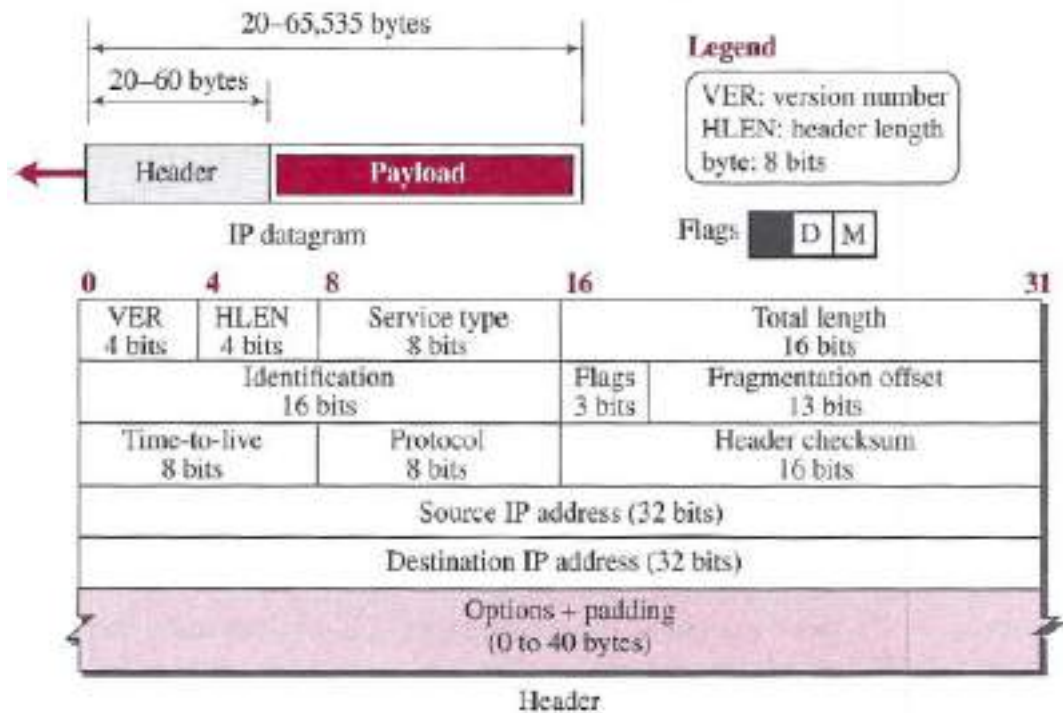 20–65,535 bytes
20–60 bytes
Header
Payload
IP datagram
Legend
VER: version number
HLEN: header length
byte: 8 bits
Flags D M
0 4 8 16 31
VER HLEN Service type Total length
4 bits 4 bits 8 bits 16 bits
Identification Flags Fragmentation offset
16 bits 3 bits 13 bits
Time-to-live Protocol Header checksum
8 bits 8 bits 16 bits
Source IP address (32 bits)
Destination IP address (32 bits)
Options + padding
(0 to 40 bytes)
Header